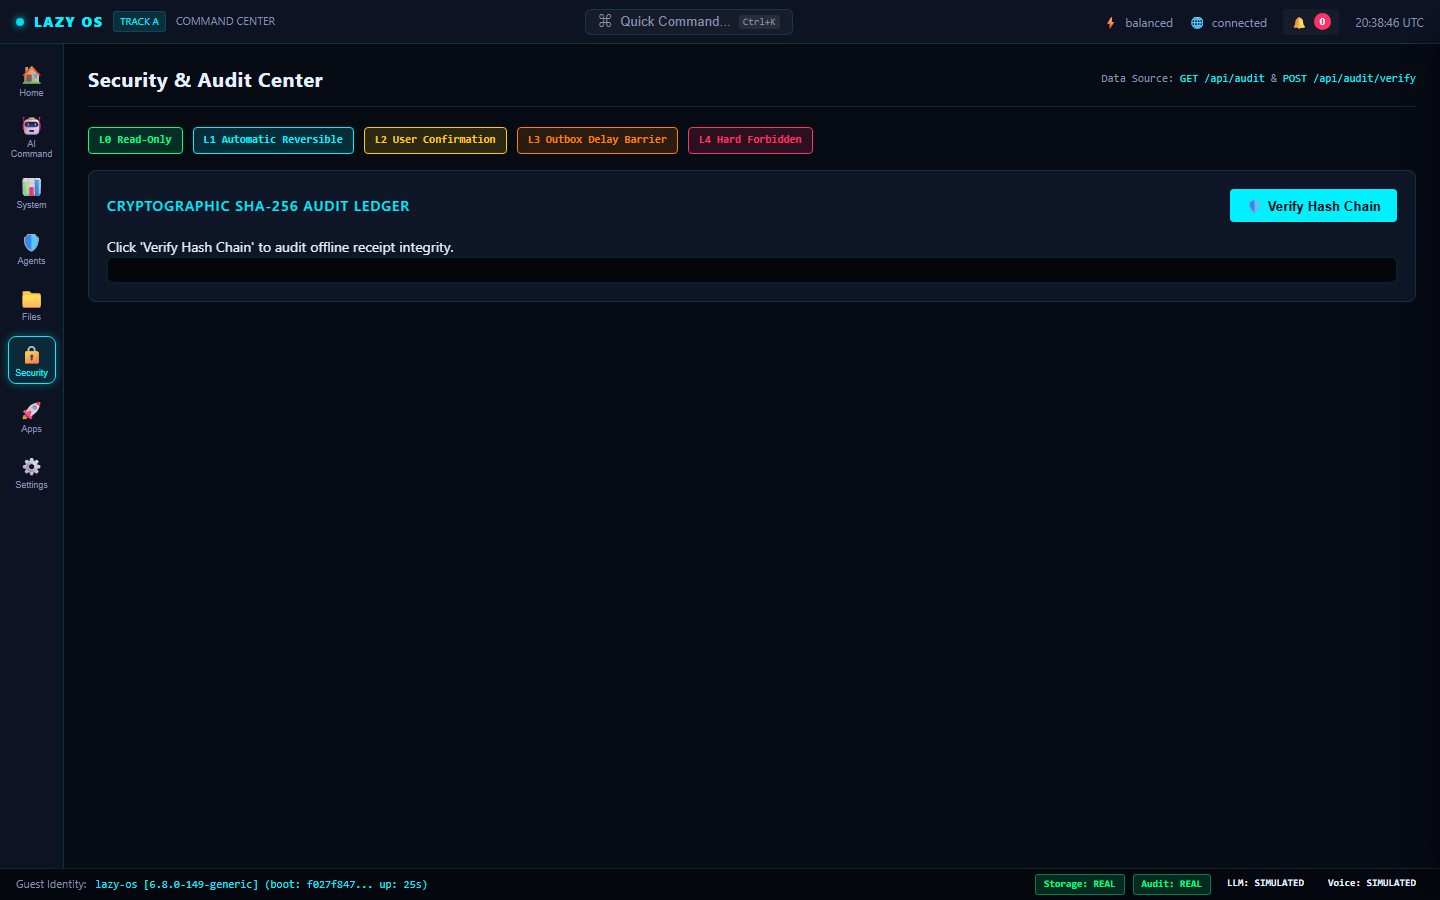 LAZY OS TRACK A COMMAND CENTER
⌘ Quick Command... Ctrl+K
balanced connected 0 20:38:46 UTC
Home
AI
Command
System
Agents
Files
Security
Apps
Settings
Security & Audit Center
Data Source: GET /api/audit & POST /api/audit/verify
L0 Read-Only L1 Automatic Reversible L2 User Confirmation L3 Outbox Delay Barrier L4 Hard Forbidden
CRYPTOGRAPHIC SHA-256 AUDIT LEDGER
Verify Hash Chain
Click 'Verify Hash Chain' to audit offline receipt integrity.
Guest Identity: lazy-os [6.8.0-149-generic] (boot: f027f847... up: 25s)
Storage: REAL Audit: REAL LLM: SIMULATED Voice: SIMULATED